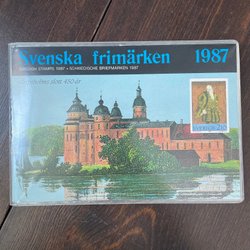 Svenska frimärken 1987
SWEDISH STAMPS 1987 • SCHWEDISCHE BRIEFMARKEN 1987
Gripsholms slott 450 år
SVERIGE